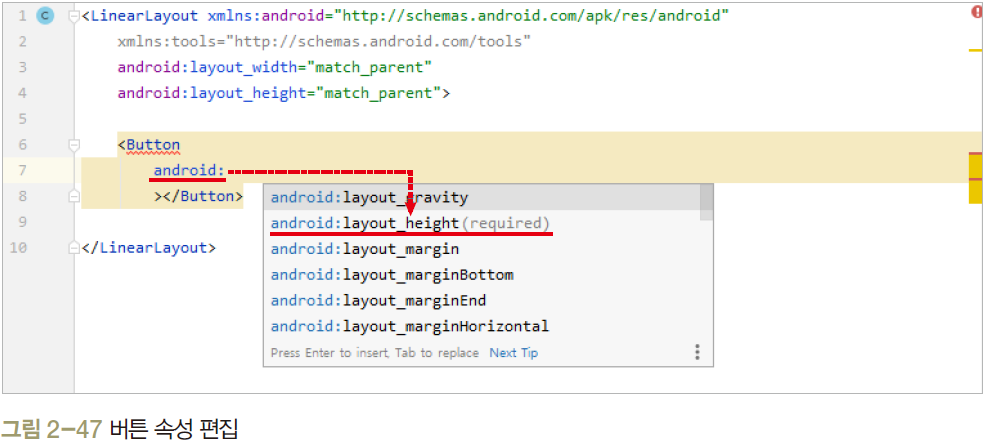 1 C <LinearLayout xmlns:android="http://schemas.android.com/apk/res/android"
2 xmlns:tools="http://schemas.android.com/tools"
3 android:layout_width="match_parent"
4 android:layout_height="match_parent">
5
6 <Button
7 android:
8 ></Button>
android:layout_gravity
9 android:layout_height(required)
10 </LinearLayout> android:layout_margin
android:layout_marginBottom
android:layout_marginEnd
android:layout_marginHorizontal
Press Enter to insert, Tab to replace Next Tip
그림 2-47 버튼 속성 편집